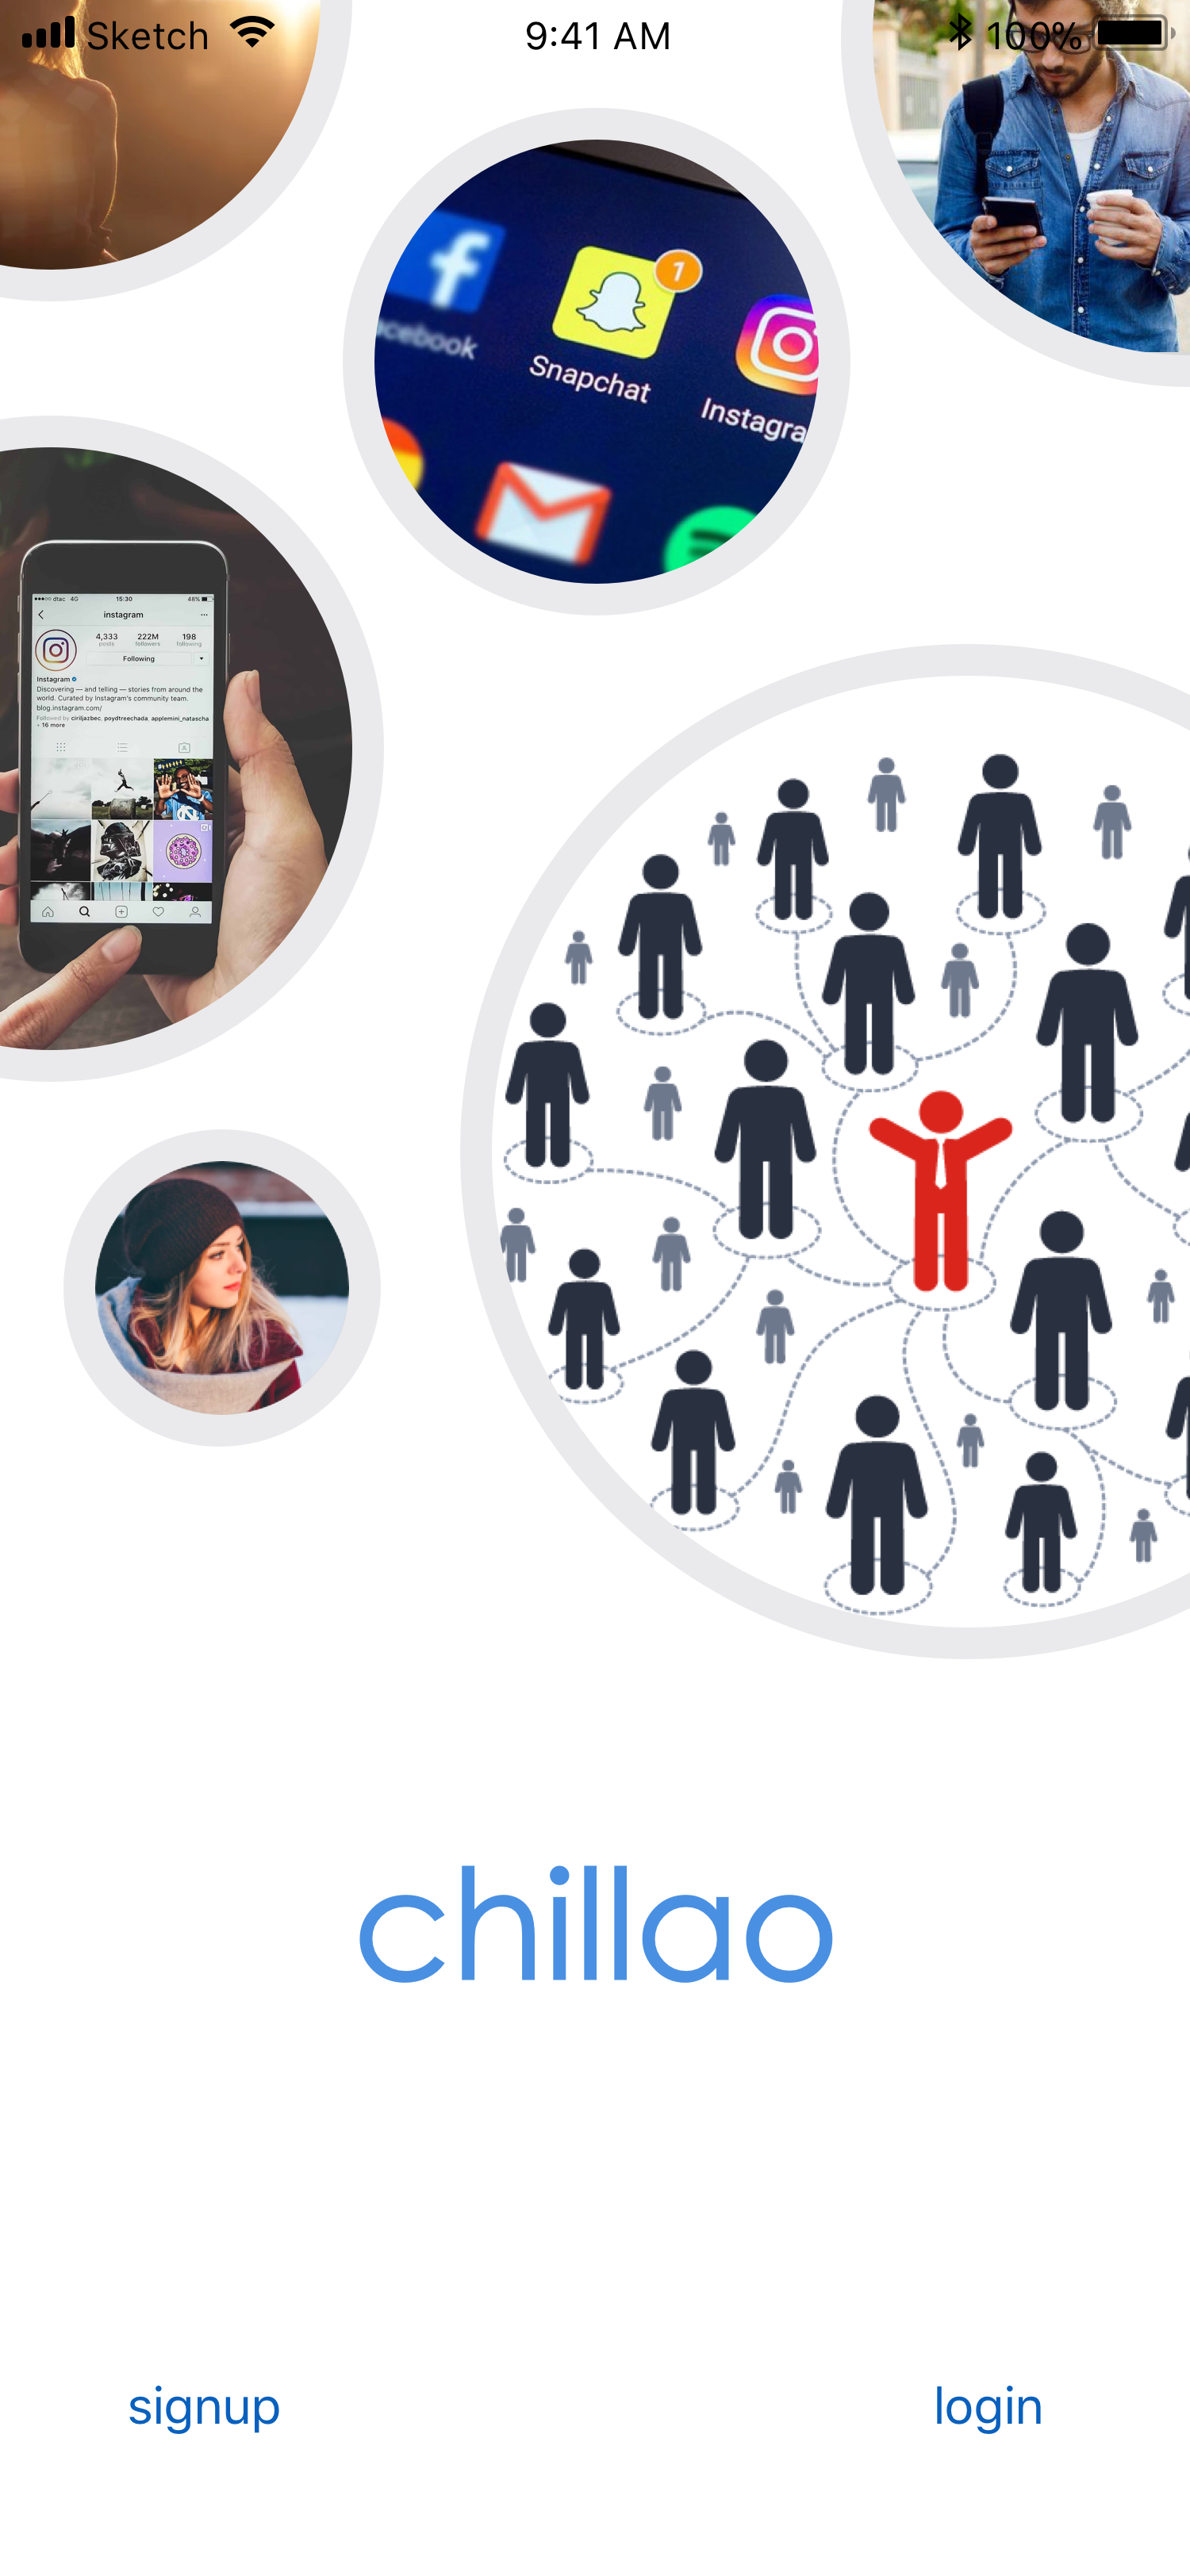 Sketch 9:41 AM 100%
acebook
1
Snapchat
Instagra
dtac 4G 15:30 48%
instagram
4,333 222M 198
posts followers following
Following
Instagram
Discovering — and telling — stories from around the
world. Curated by Instagram's community team.
blog.instagram.com/
Followed by ciriljazbec, poydtreechada, applemini_natascha
+ 16 more
chillao
signup login